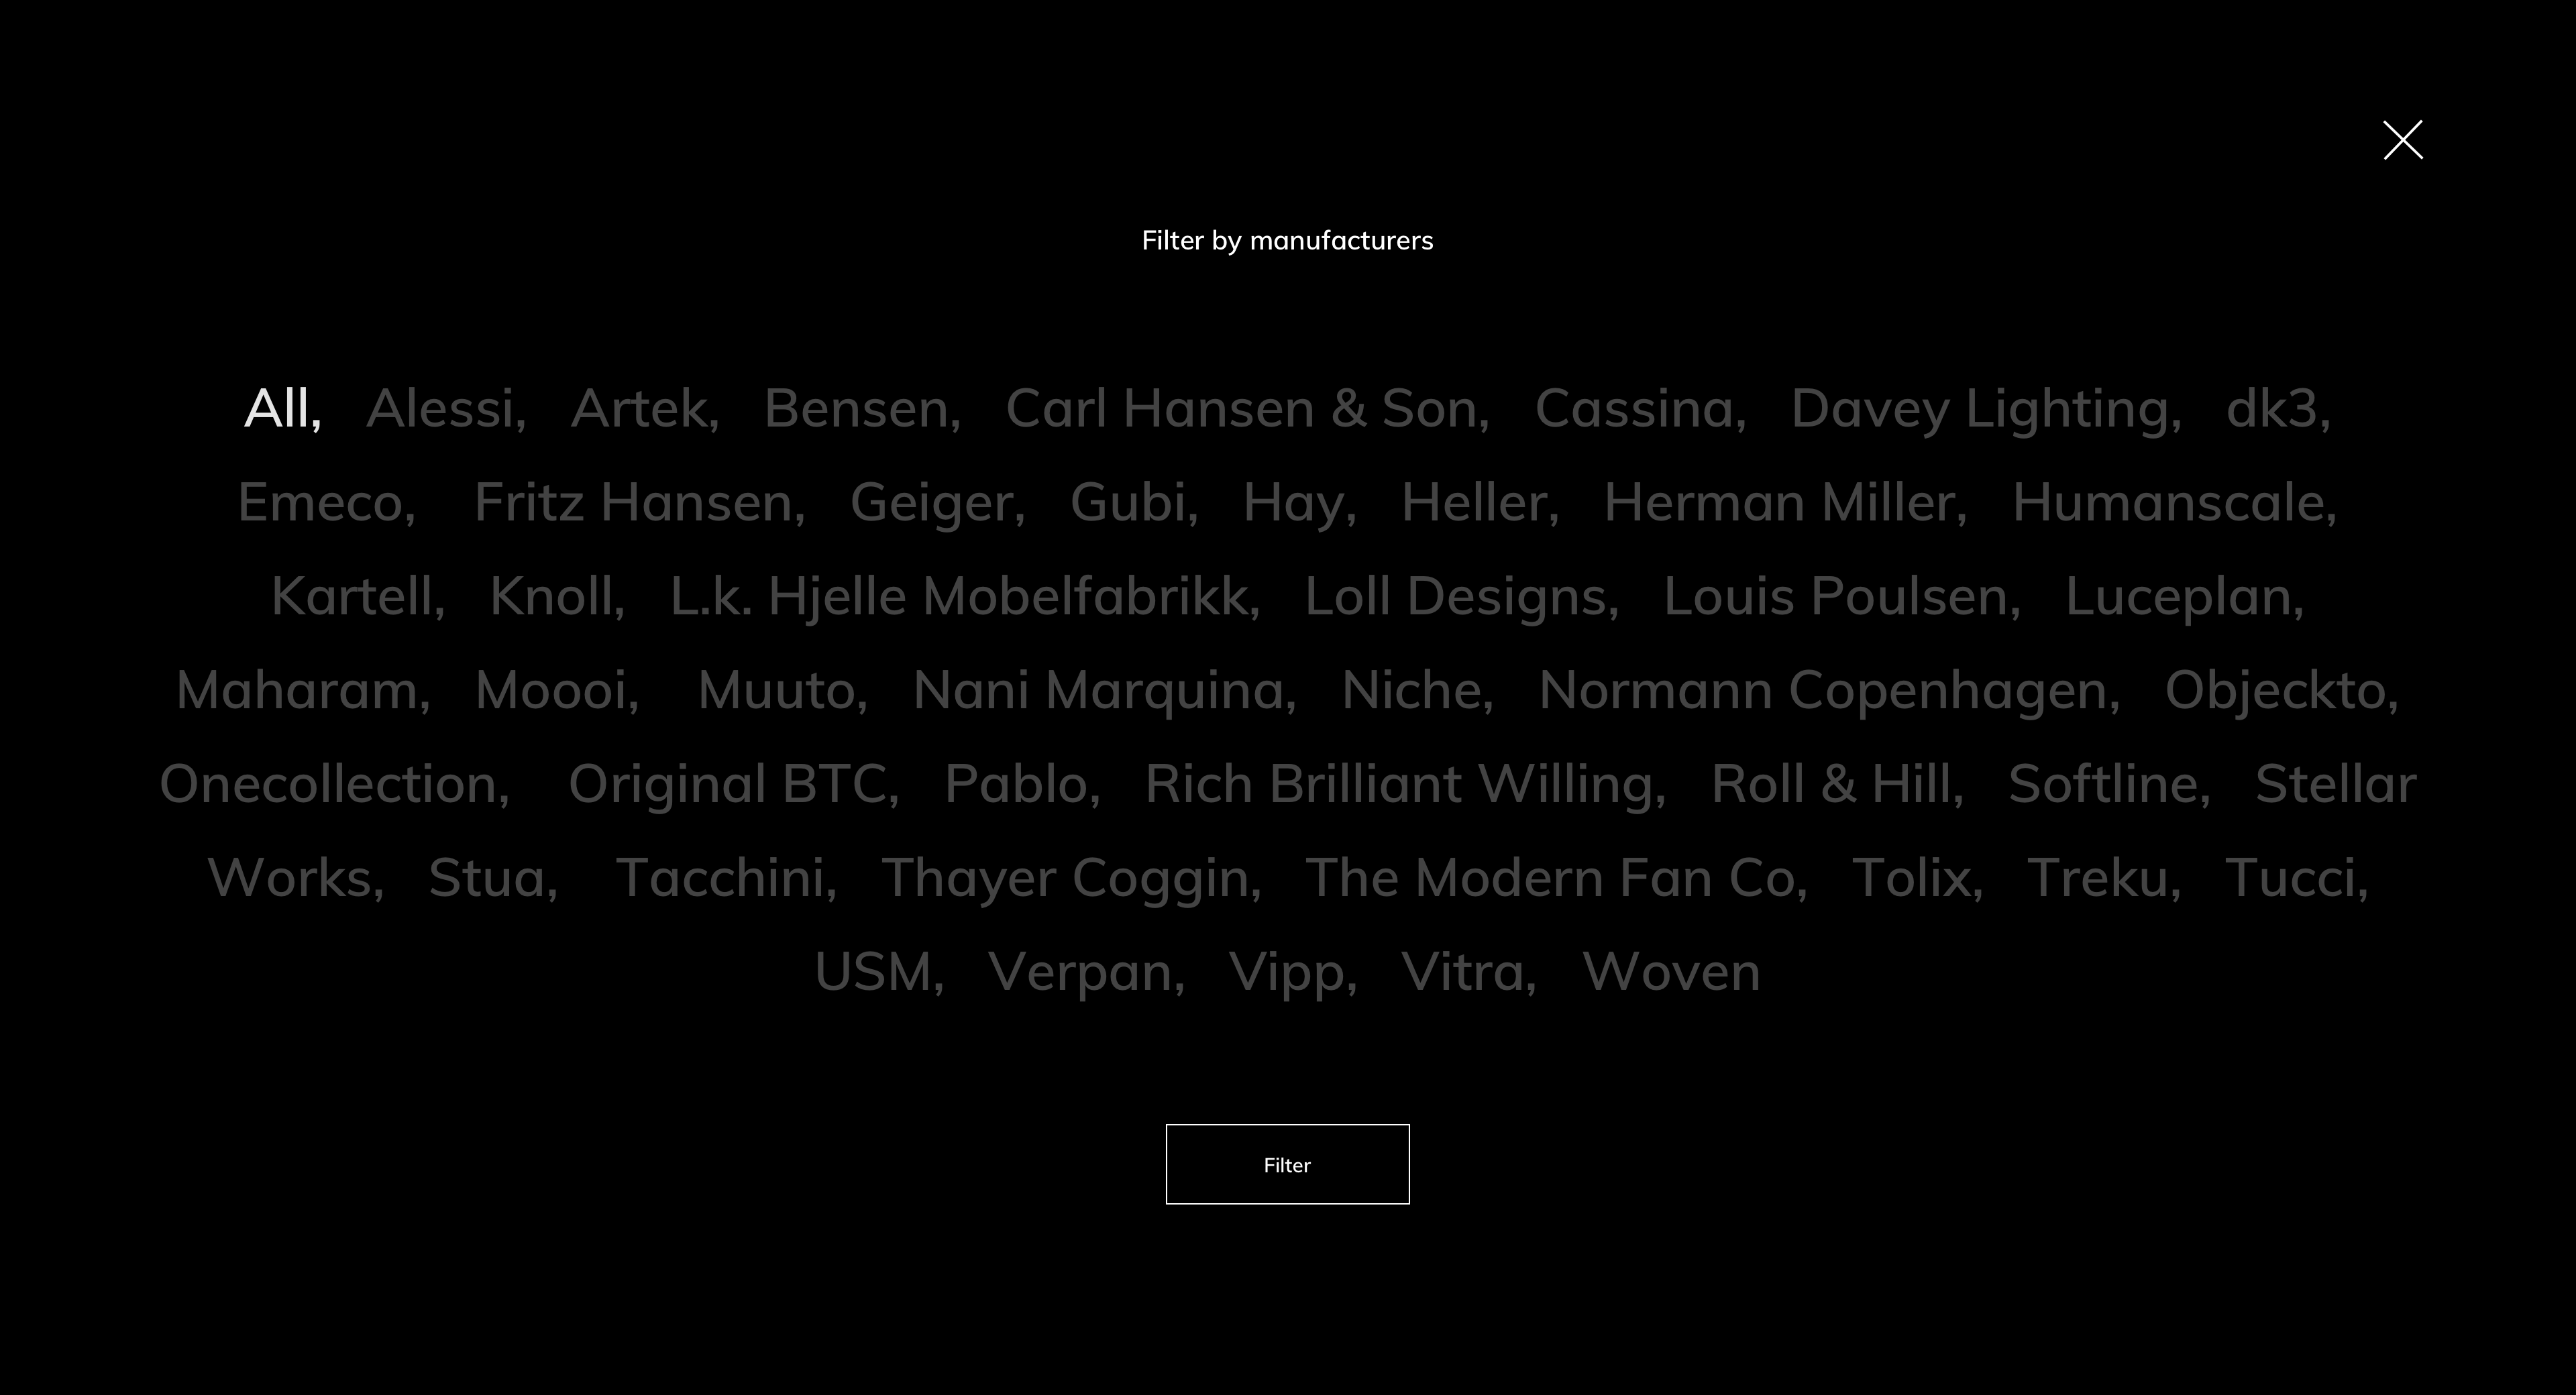 Filter by manufacturers
All, Alessi, Artek, Bensen, Carl Hansen & Son, Cassina, Davey Lighting, dk3,
Emeco, Fritz Hansen, Geiger, Gubi, Hay, Heller, Herman Miller, Humanscale,
Kartell, Knoll, L.k. Hjelle Mobelfabrikk, Loll Designs, Louis Poulsen, Luceplan,
Maharam, Moooi, Muuto, Nani Marquina, Niche, Normann Copenhagen, Objeckto,
Onecollection, Original BTC, Pablo, Rich Brilliant Willing, Roll & Hill, Softline, Stellar
Works, Stua, Tacchini, Thayer Coggin, The Modern Fan Co, Tolix, Treku, Tucci,
USM, Verpan, Vipp, Vitra, Woven
Filter